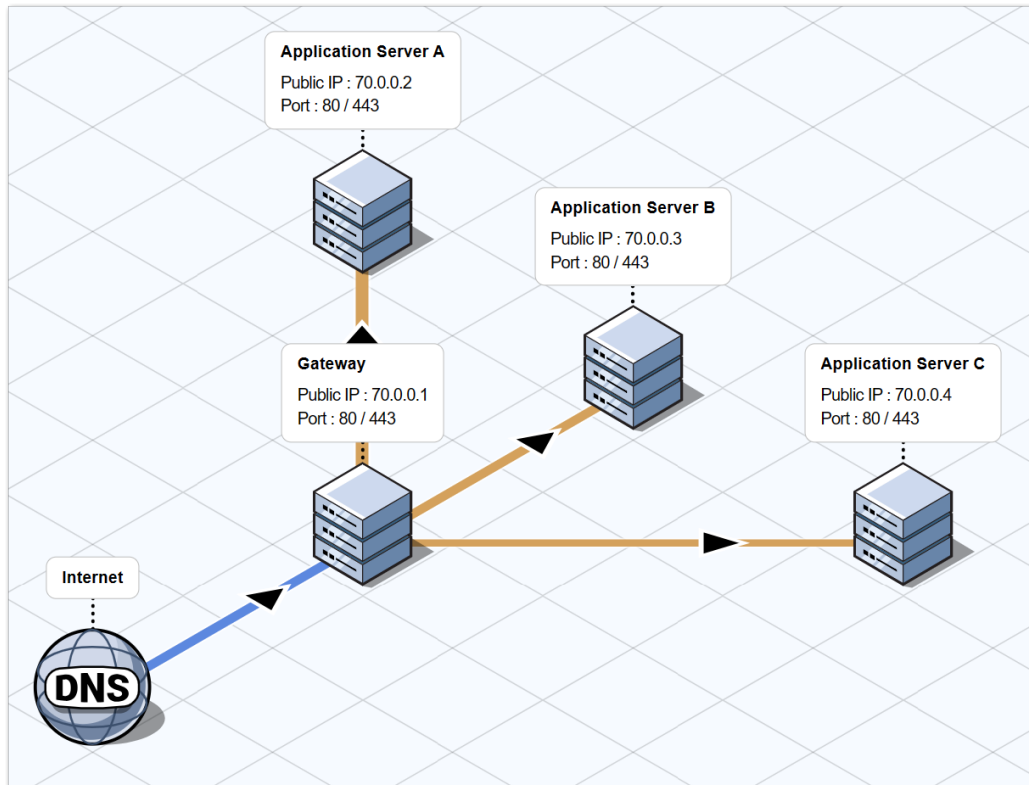 Application Server A
Public IP : 70.0.0.2
Port : 80 / 443
Application Server B
Public IP : 70.0.0.3
Port : 80 / 443
Gateway
Public IP : 70.0.0.1
Port : 80 / 443
Application Server C
Public IP : 70.0.0.4
Port : 80 / 443
Internet
DNS